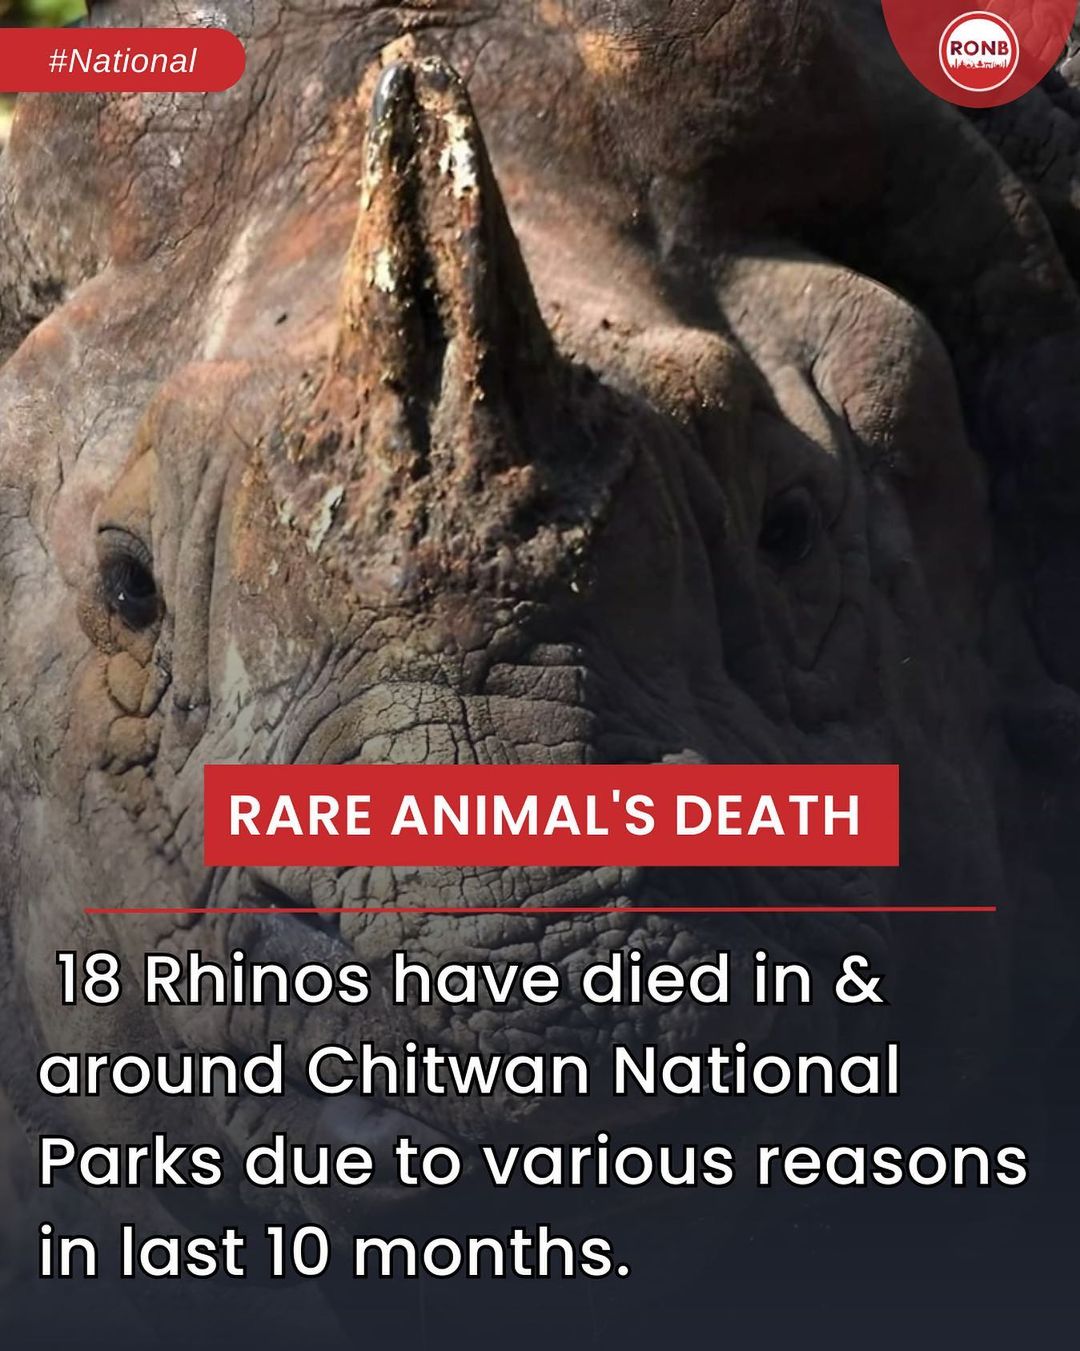 #National
RONB
RARE ANIMAL'S DEATH
18 Rhinos have died in &
around Chitwan National
Parks due to various reasons
in last 10 months.